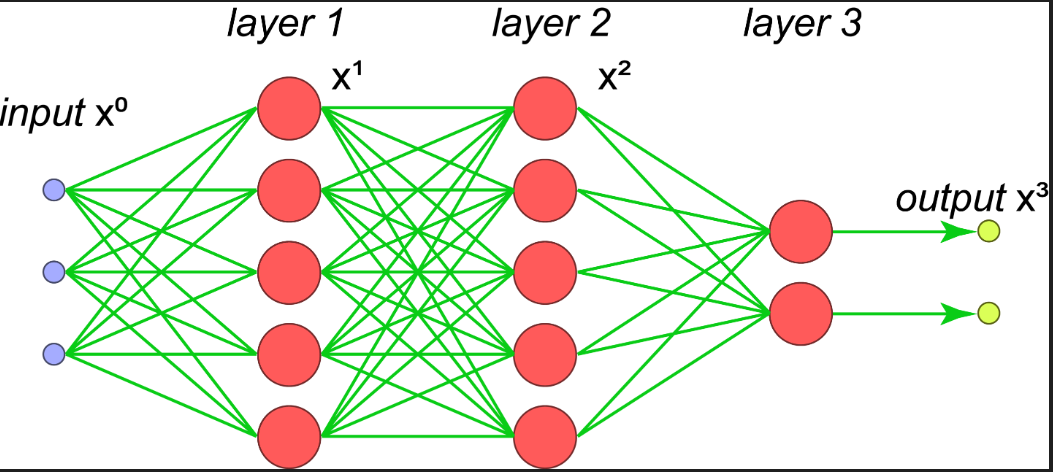 layer 1
layer 2
layer 3
x¹
x²
input x⁰
output x³